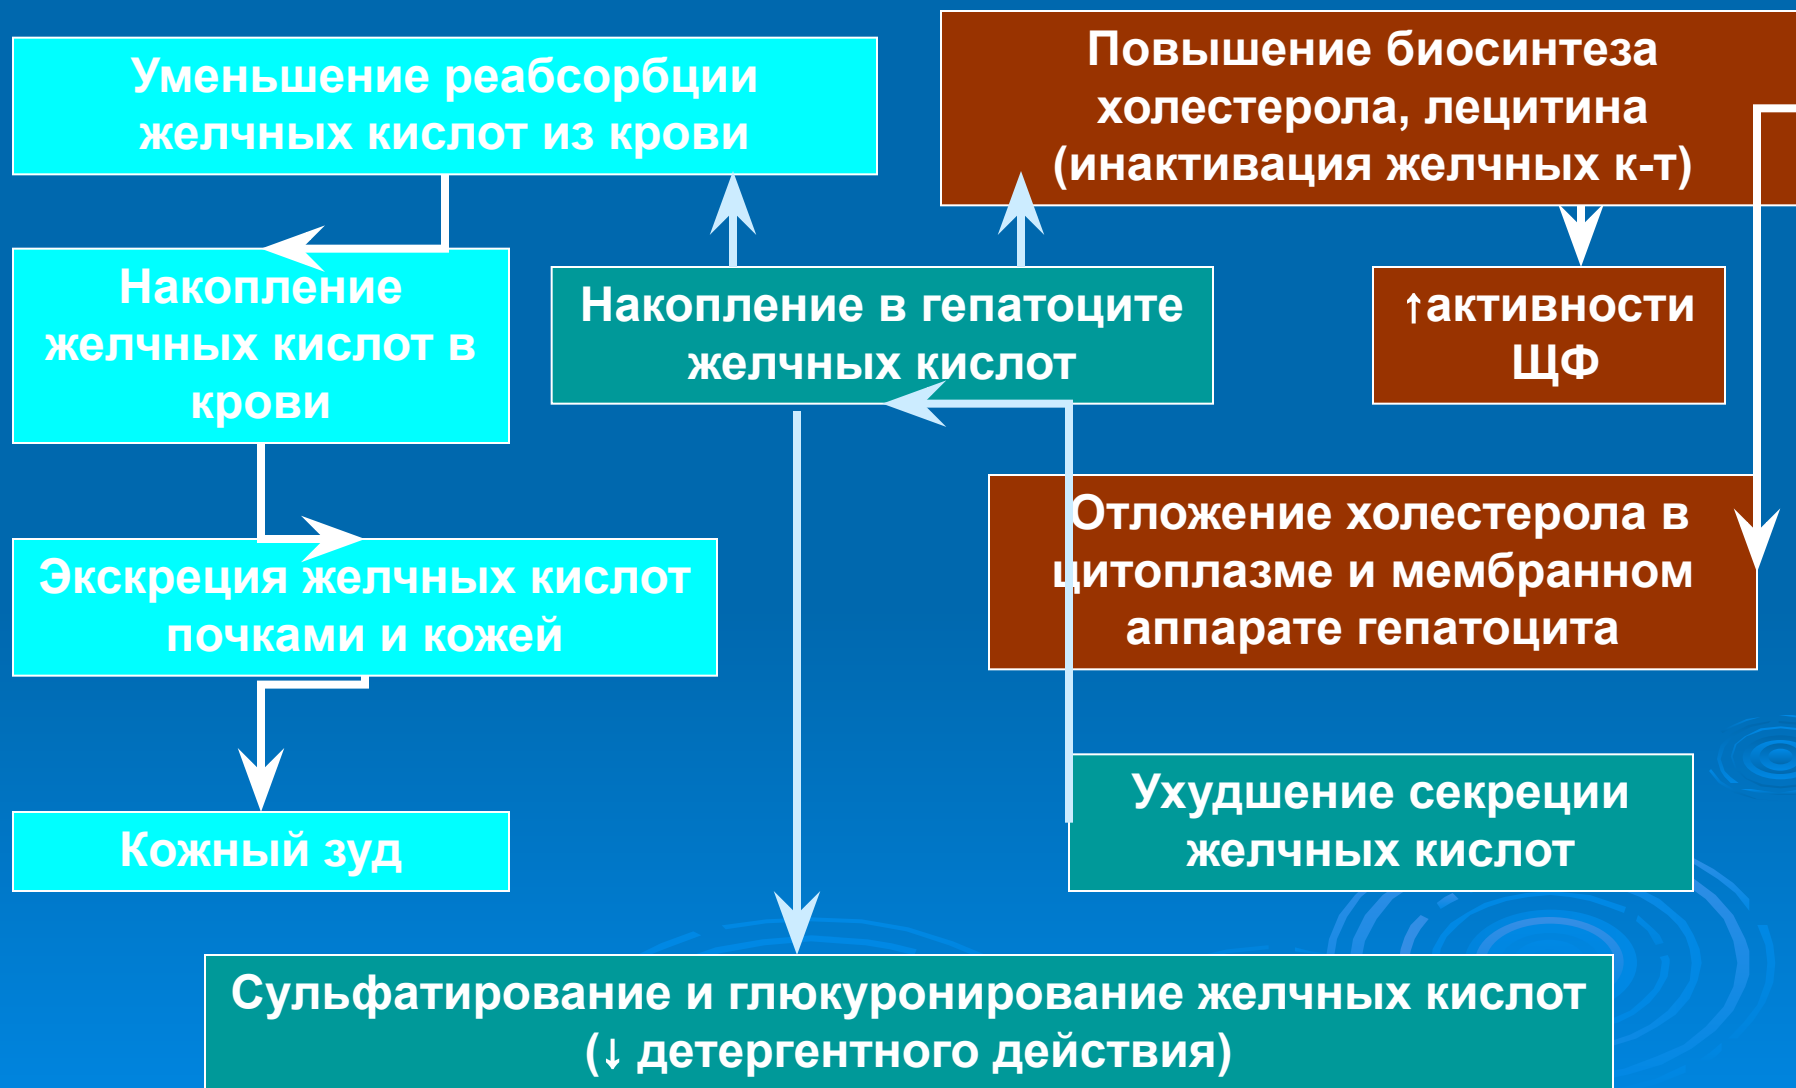 Уменьшение реабсорбции
желчных кислот из крови
Повышение биосинтеза
холестерола, лецитина
(инактивация желчных к-т)
Накопление
желчных кислот в
крови
Накопление в гепатоците
желчных кислот
↑активности
ЩФ
Экскреция желчных кислот
почками и кожей
Отложение холестерола в
цитоплазме и мембранном
аппарате гепатоцита
Кожный зуд
Ухудшение секреции
желчных кислот
Сульфатирование и глюкуронирование желчных кислот
(↓ детергентного действия)